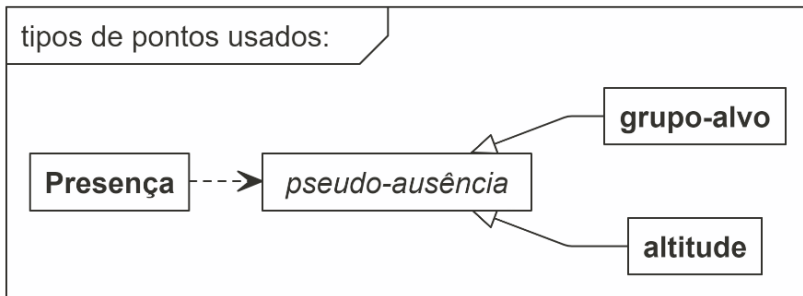 tipos de pontos usados:
grupo-alvo
Presença
pseudo-ausência
altitude